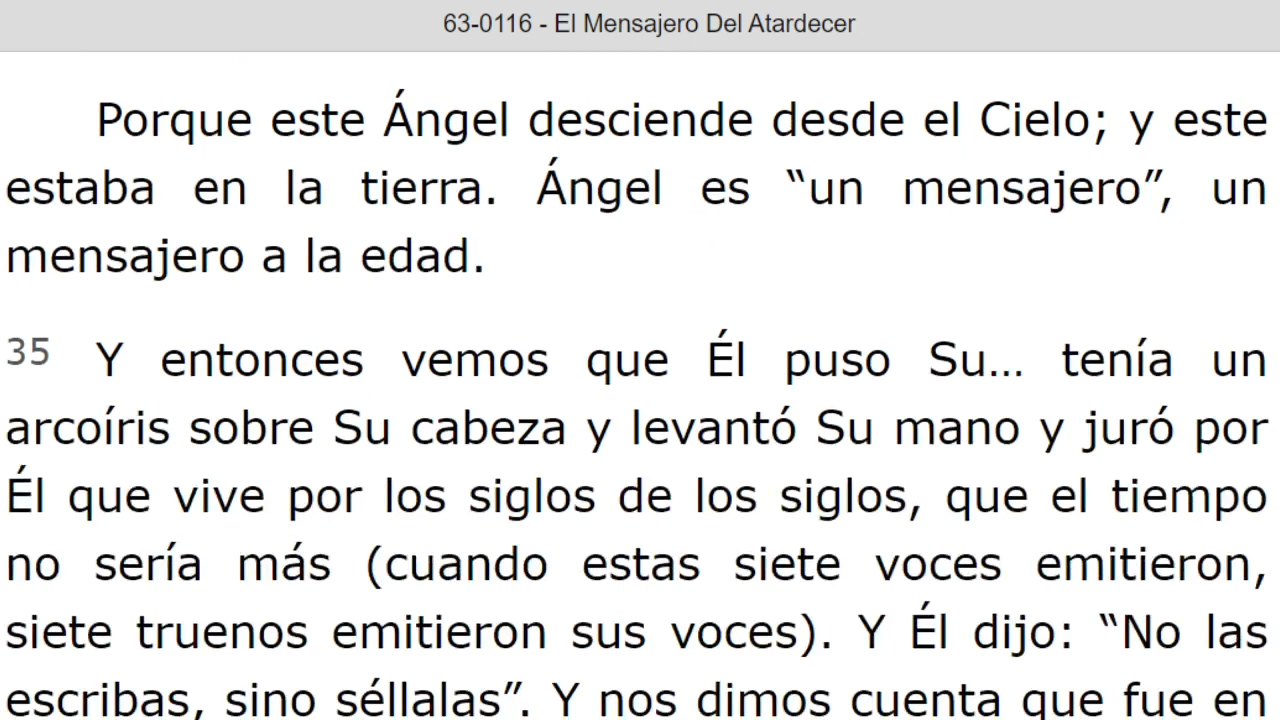 63-0116 - El Mensajero Del Atardecer
Porque este Ángel desciende desde el Cielo; y este
estaba en la tierra. Ángel es “un mensajero”, un
mensajero a la edad.
35 Y entonces vemos que Él puso Su… tenía un
arcoíris sobre Su cabeza y levantó Su mano y juró por
Él que vive por los siglos de los siglos, que el tiempo
no sería más (cuando estas siete voces emitieron,
siete truenos emitieron sus voces). Y Él dijo: “No las
escribas, sino séllalas”. Y nos dimos cuenta que fue en